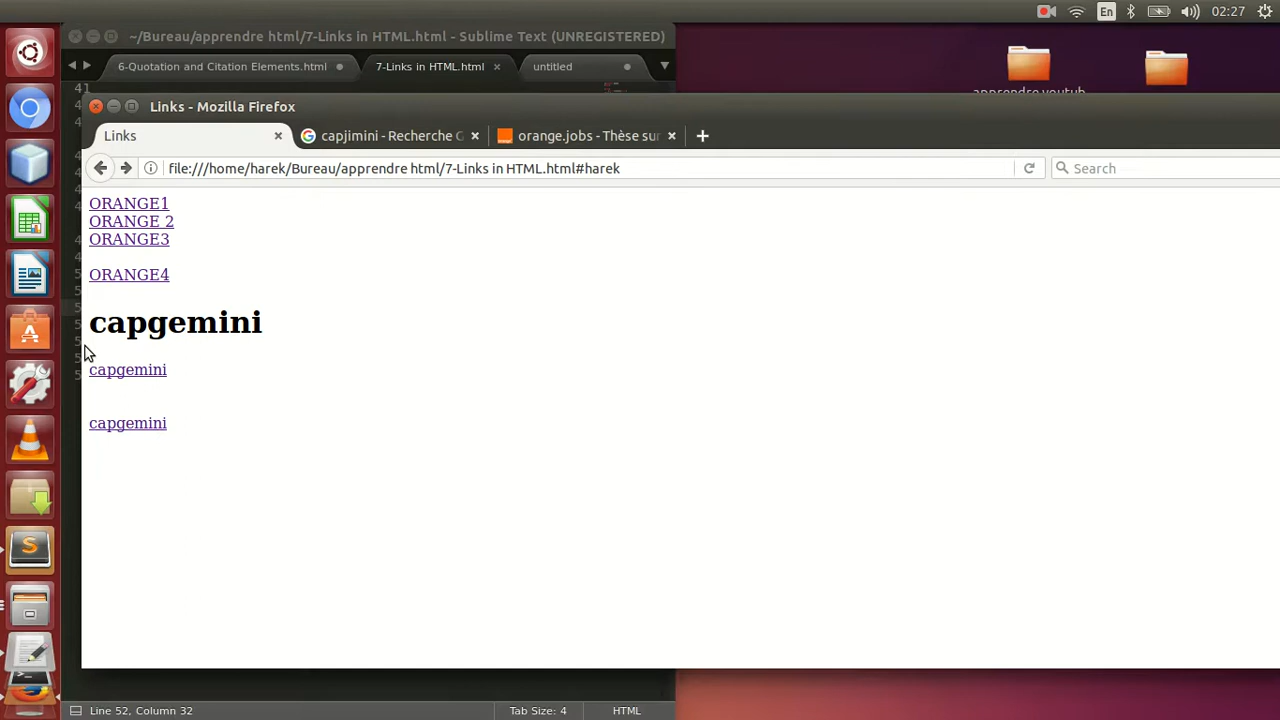 En
02:27
~/Bureau/apprendre html/7-Links in HTML.html - Sublime Text (UNREGISTERED)
6-Quotation and Citation Elements.html
7-Links in HTML.html
untitled
41
Links - Mozilla Firefox
Links
capjimini - Recherche
orange.jobs - Thèse sur
file:///home/harek/Bureau/apprendre html/7-Links in HTML.html#harek
Search
ORANGE1
ORANGE 2
ORANGE3
ORANGE4
capgemini
capgemini
capgemini
Line 52, Column 32
Tab Size: 4
HTML